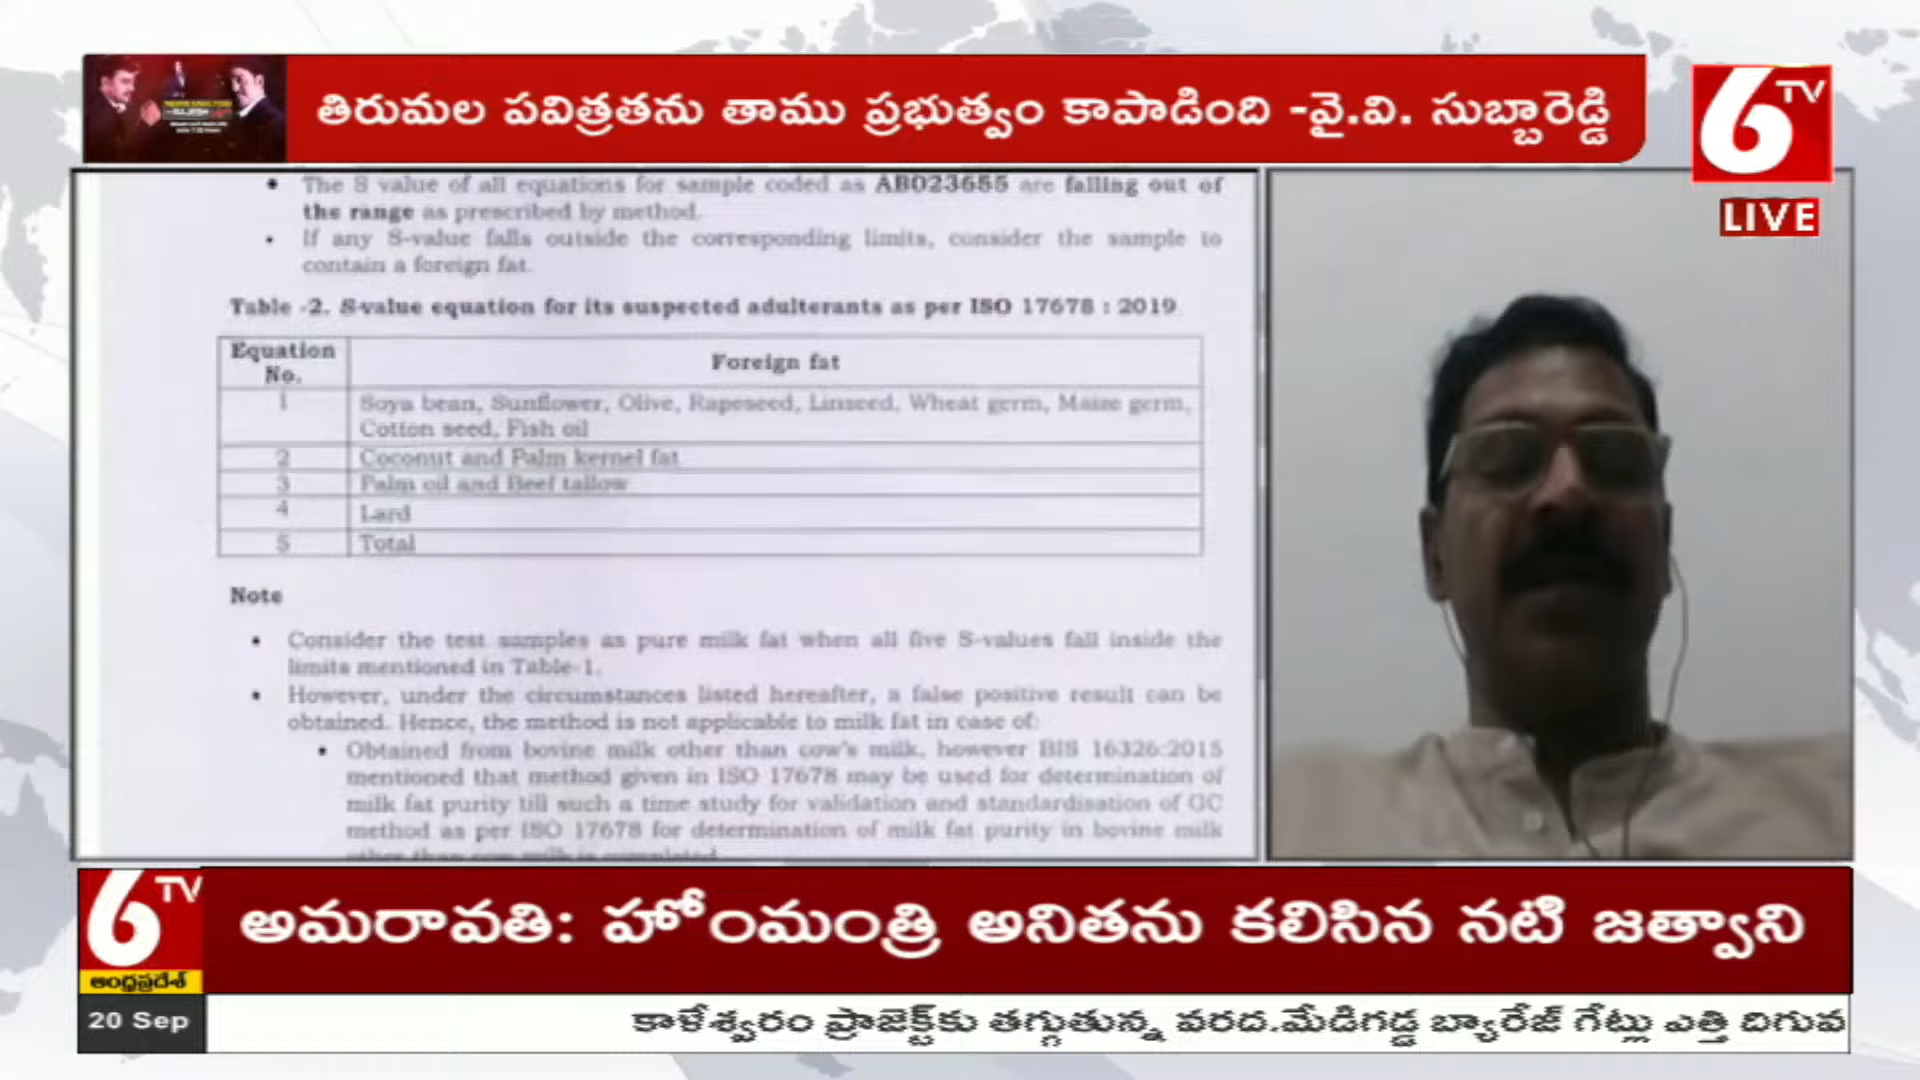 తిరుమల పవిత్రతను తాము ప్రభుత్వం కాపాడింది -వై.వి. సుబ్బారెడ్డి
6TV
LIVE
• The S value of all equations for sample coded as AB023655 are falling out of
the range as prescribed by method.
• If any S-value falls outside the corresponding limits, consider the sample to
contain a foreign fat.
Table -2. S-value equation for its suspected adulterants as per ISO 17678 : 2019
Equation No. Foreign fat
1 Soya bean, Sunflower, Olive, Rapeseed, Linseed, Wheat germ, Maize germ,
Cotton seed, Fish oil
2 Coconut and Palm kernel fat
3 Palm oil and Beef tallow
4 Lard
5 Total
Note
• Consider the test samples as pure milk fat when all five S-values fall inside the
limits mentioned in Table-1.
• However, under the circumstances listed hereafter, a false positive result can be
obtained. Hence, the method is not applicable to milk fat in case of:
• Obtained from bovine milk other than cow's milk, however BIS 16326:2015
mentioned that method given in ISO 17678 may be used for determination of
milk fat purity till such a time study for validation and standardisation of GC
method as per ISO 17678 for determination of milk fat purity in bovine milk
other than cow milk is completed
6TV
ఆంధ్రప్రదేశ్
అమరావతి: హోంమంత్రి అనితను కలిసిన నటి జత్వాని
20 Sep
కాళేశ్వరం ప్రాజెక్ట్‌కు తగ్గుతున్న వరద.మేడిగడ్డ బ్యారేజ్ గేట్లు ఎత్తి దిగువ